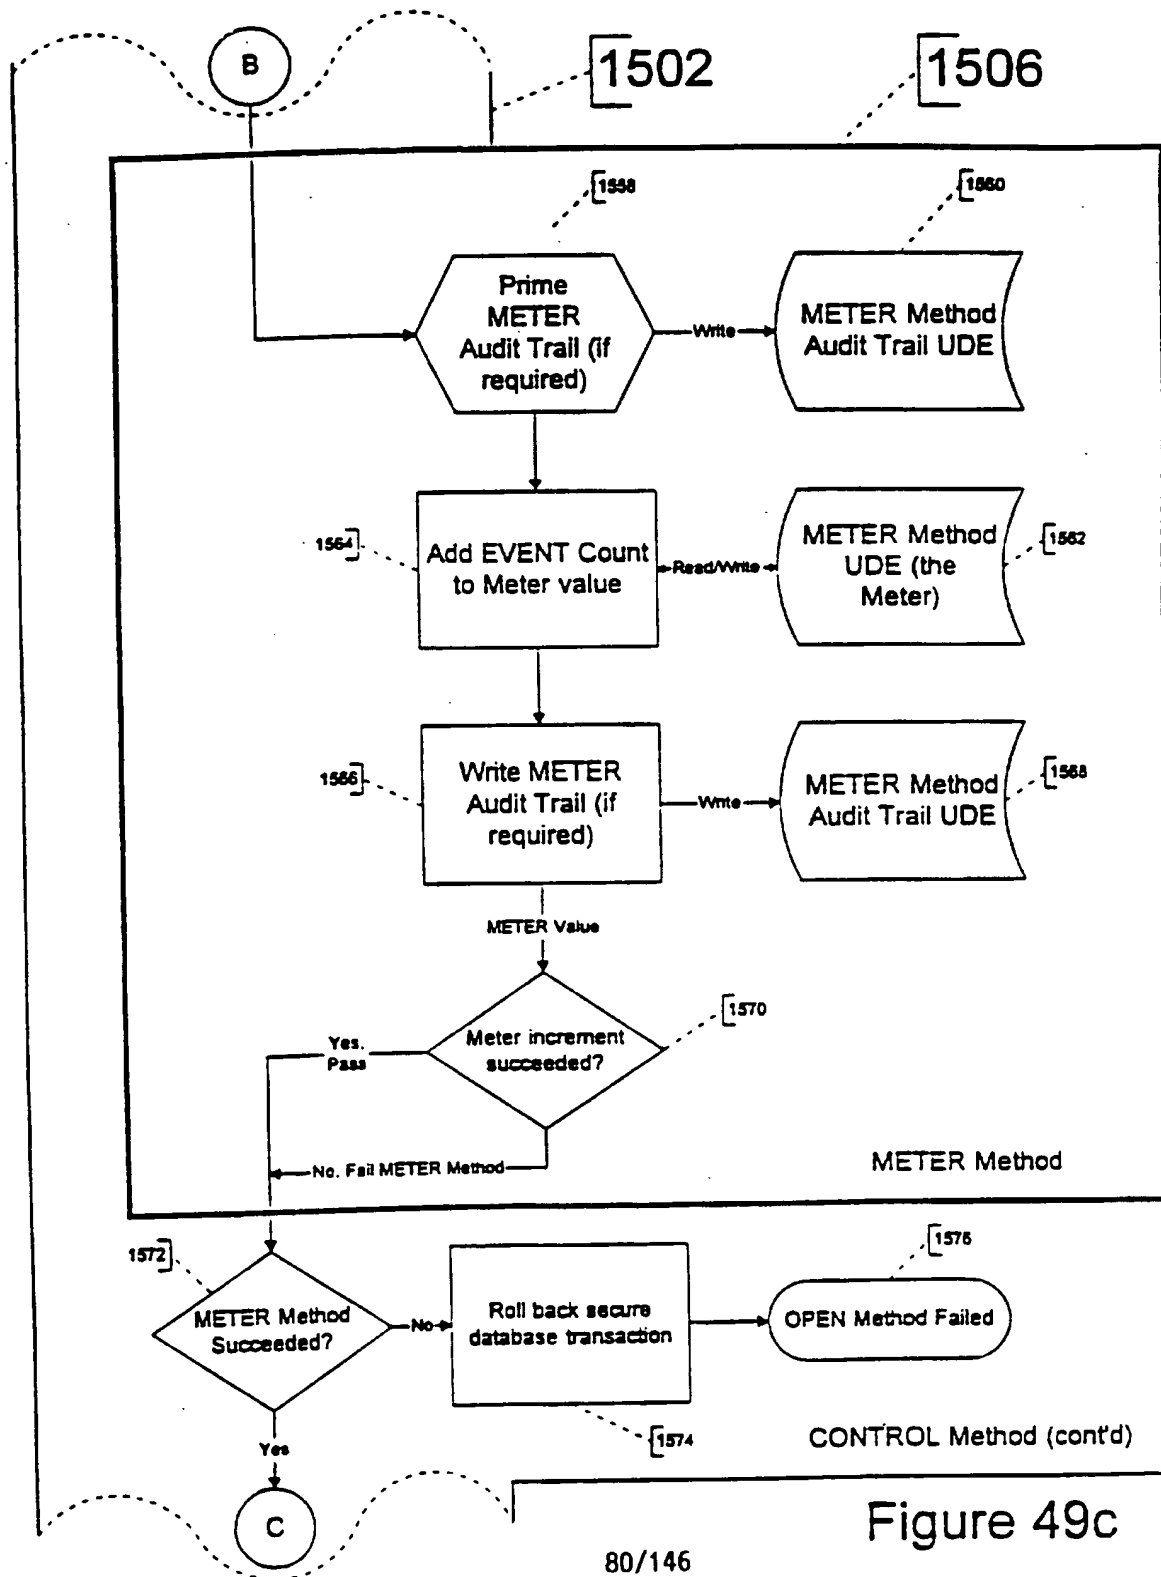 B
1502
1506
1558
1560
Prime
METER
Audit Trail (if
required)
Write
METER Method
Audit Trail UDE
1564
Add EVENT Count
to Meter value
Read/Write
METER Method
UDE (the
Meter)
1562
1566
Write METER
Audit Trail (if
required)
Write
METER Method
Audit Trail UDE
1568
METER Value
1570
Meter increment
succeeded?
Yes.
Pass
No. Fail METER Method
METER Method
1572
METER Method
Succeeded?
No
Roll back secure
database transaction
1576
OPEN Method Failed
1574
Yes
CONTROL Method (cont'd)
C
Figure 49c
80/146